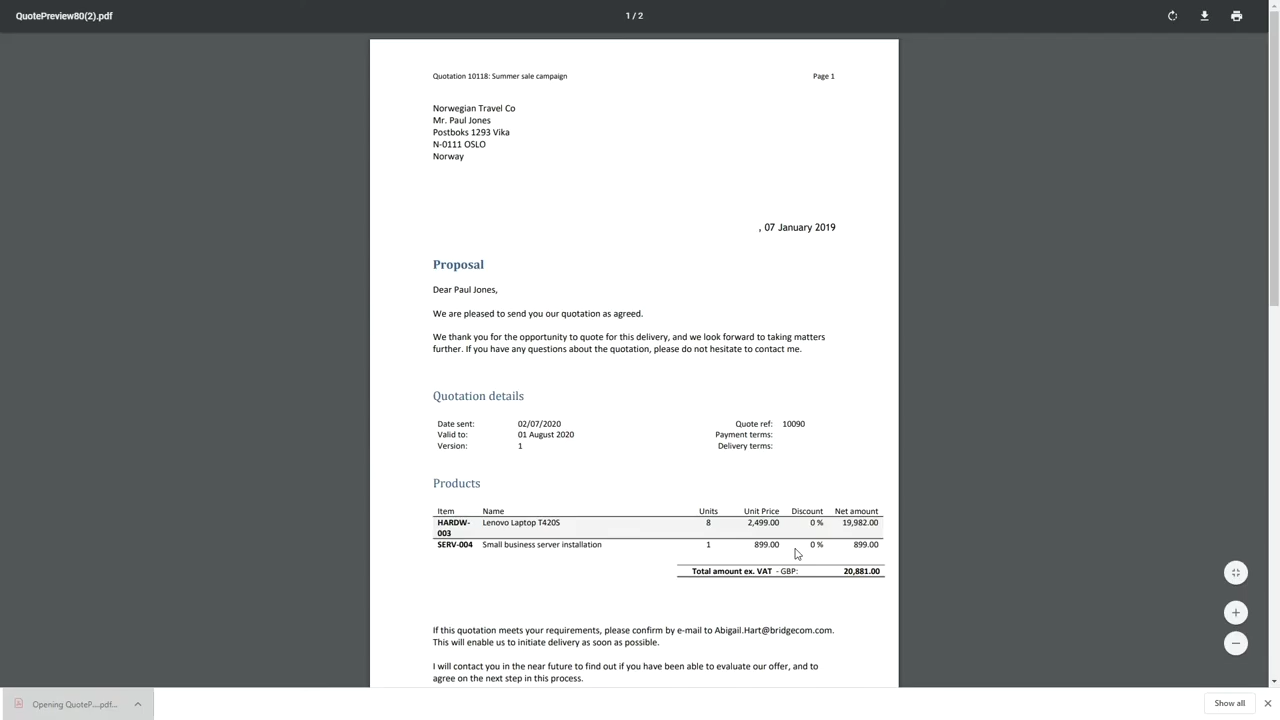 QuotePreview80(2).pdf
1 / 2
Quotation 10118: Summer sale campaign Page 1
Norwegian Travel Co
Mr. Paul Jones
Postboks 1293 Vika
N-0111 OSLO
Norway
, 07 January 2019
Proposal
Dear Paul Jones,
We are pleased to send you our quotation as agreed.
We thank you for the opportunity to quote for this delivery, and we look forward to taking matters
further. If you have any questions about the quotation, please do not hesitate to contact me.
Quotation details
Date sent: 02/07/2020 Quote ref: 10090
Valid to: 01 August 2020 Payment terms:
Version: 1 Delivery terms:
Products
Item Name Units Unit Price Discount Net amount
HARDW- Lenovo Laptop T420S 8 2,499.00 0 % 19,982.00
003
SERV-004 Small business server installation 1 899.00 0 % 899.00
Total amount ex. VAT - GBP: 20,881.00
If this quotation meets your requirements, please confirm by e-mail to Abigail.Hart@bridgecom.com.
This will enable us to initiate delivery as soon as possible.
I will contact you in the near future to find out if you have been able to evaluate our offer, and to
agree on the next step in this process.
Opening QuoteP....pdf... Show all